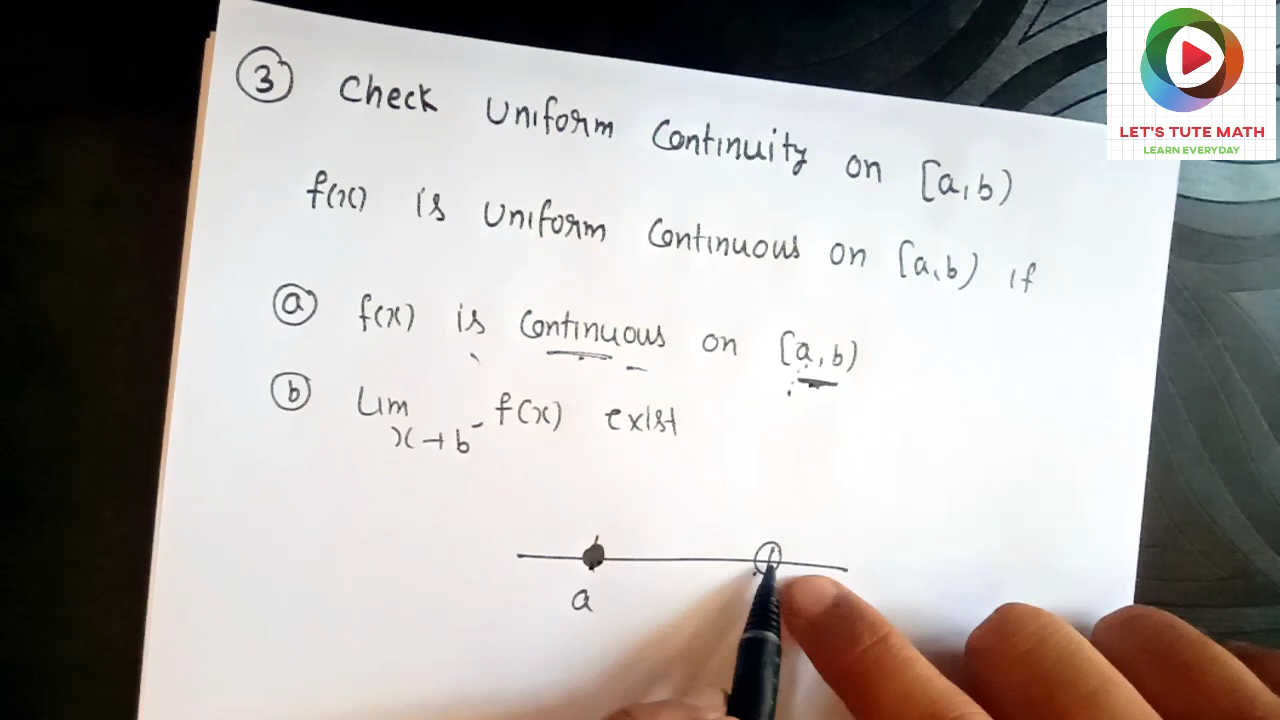 ③ Check Uniform Continuity on [a,b)
f(x) is Uniform Continuous on [a,b) if
ⓐ f(x) is Continuous on [a,b)
ⓑ Lim f(x) exist
x→b⁻
a
LET'S TUTE MATH
LEARN EVERYDAY